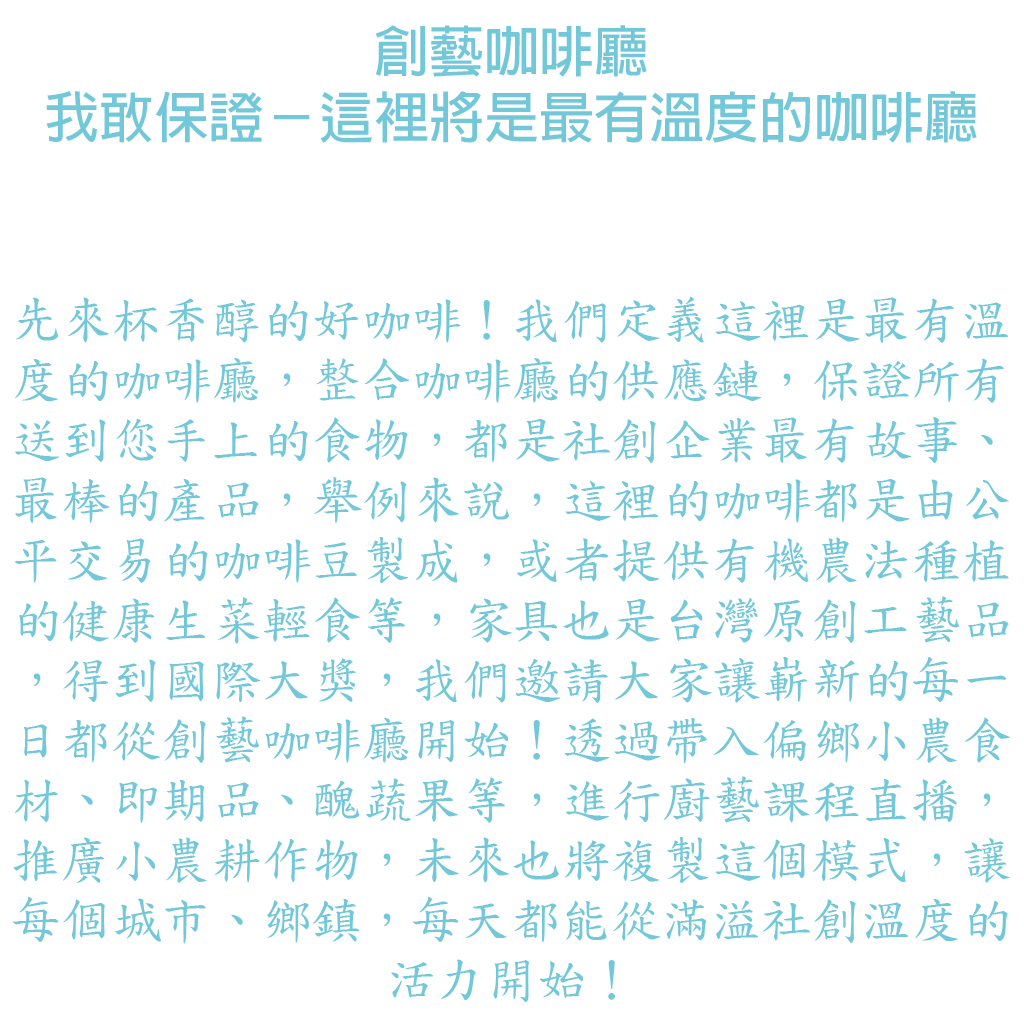 創藝咖啡廳
我敢保證－這裡將是最有溫度的咖啡廳
先來杯香醇的好咖啡！我們定義這裡是最有溫
度的咖啡廳，整合咖啡廳的供應鏈，保證所有
送到您手上的食物，都是社創企業最有故事、
最棒的產品，舉例來說，這裡的咖啡都是由公
平交易的咖啡豆製成，或者提供有機農法種植
的健康生菜輕食等，家具也是台灣原創工藝品
，得到國際大獎，我們邀請大家讓嶄新的每一
日都從創藝咖啡廳開始！透過帶入偏鄉小農食
材、即期品、醜蔬果等，進行廚藝課程直播，
推廣小農耕作物，未來也將複製這個模式，讓
每個城市、鄉鎮，每天都能從滿溢社創溫度的
活力開始！